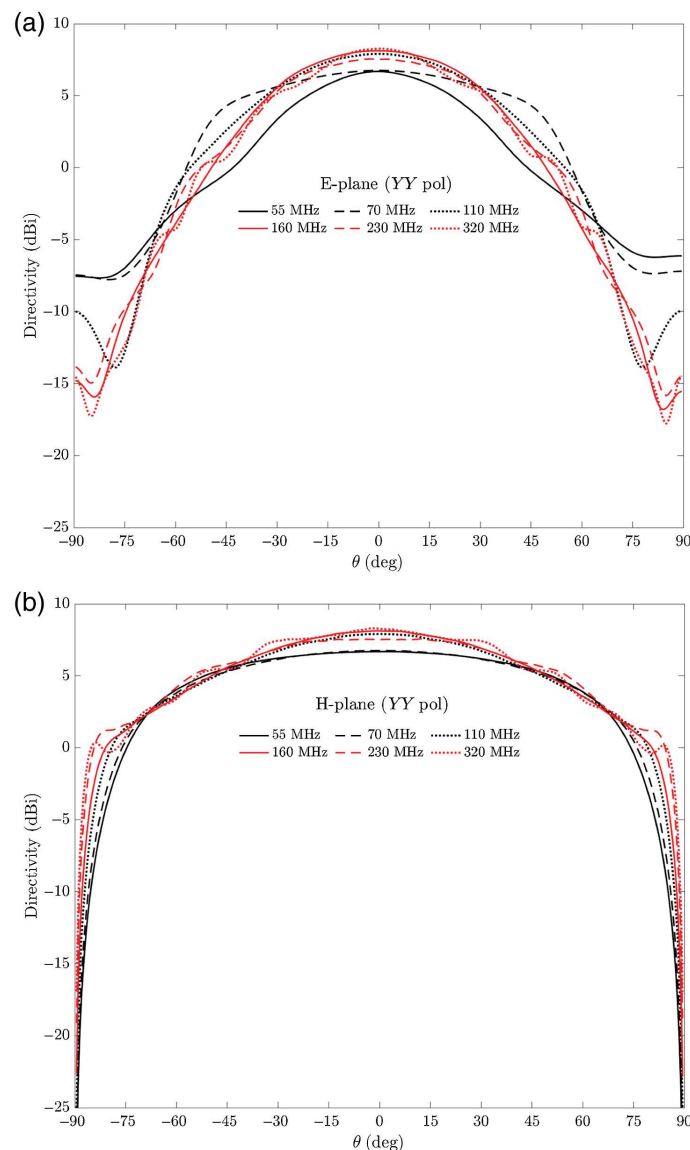 (a)
10
5
0
−5
−10
−15
−20
−25
Directivity (dBi)
E-plane (YY pol)
55 MHz 70 MHz 110 MHz
160 MHz 230 MHz 320 MHz
−90 −75 −60 −45 −30 −15 0 15 30 45 60 75 90
θ (deg)
(b)
10
5
0
−5
−10
−15
−20
−25
Directivity (dBi)
H-plane (YY pol)
55 MHz 70 MHz 110 MHz
160 MHz 230 MHz 320 MHz
−90 −75 −60 −45 −30 −15 0 15 30 45 60 75 90
θ (deg)